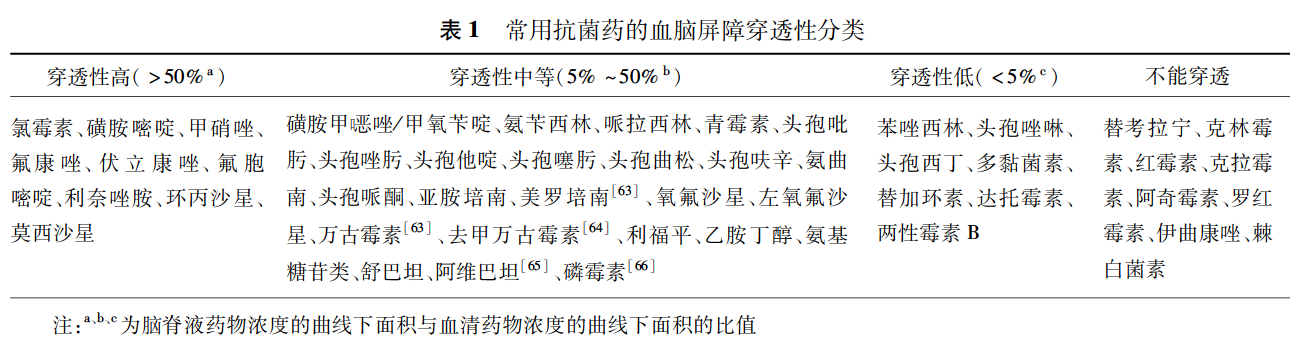 表 1 常用抗菌药的血脑屏障穿透性分类
穿透性高( >50%ᵃ)
穿透性中等(5% ~50%ᵇ)
穿透性低( <5%ᶜ)
不能穿透
氯霉素、磺胺嘧啶、甲硝唑、
氟康唑、伏立康唑、氟胞
嘧啶、利奈唑胺、环丙沙星、
莫西沙星
磺胺甲噁唑/甲氧苄啶、氨苄西林、哌拉西林、青霉素、头孢吡
肟、头孢唑肟、头孢他啶、头孢噻肟、头孢曲松、头孢呋辛、氨曲
南、头孢哌酮、亚胺培南、美罗培南[63]、氧氟沙星、左氧氟沙
星、万古霉素[63]、去甲万古霉素[64]、利福平、乙胺丁醇、氨基
糖苷类、舒巴坦、阿维巴坦[65]、磷霉素[66]
苯唑西林、头孢唑啉、
头孢西丁、多黏菌素、
替加环素、达托霉素、
两性霉素 B
替考拉宁、克林霉
素、红霉素、克拉霉
素、阿奇霉素、罗红
霉素、伊曲康唑、棘
白菌素
注:ᵃ、ᵇ、ᶜ为脑脊液药物浓度的曲线下面积与血清药物浓度的曲线下面积的比值